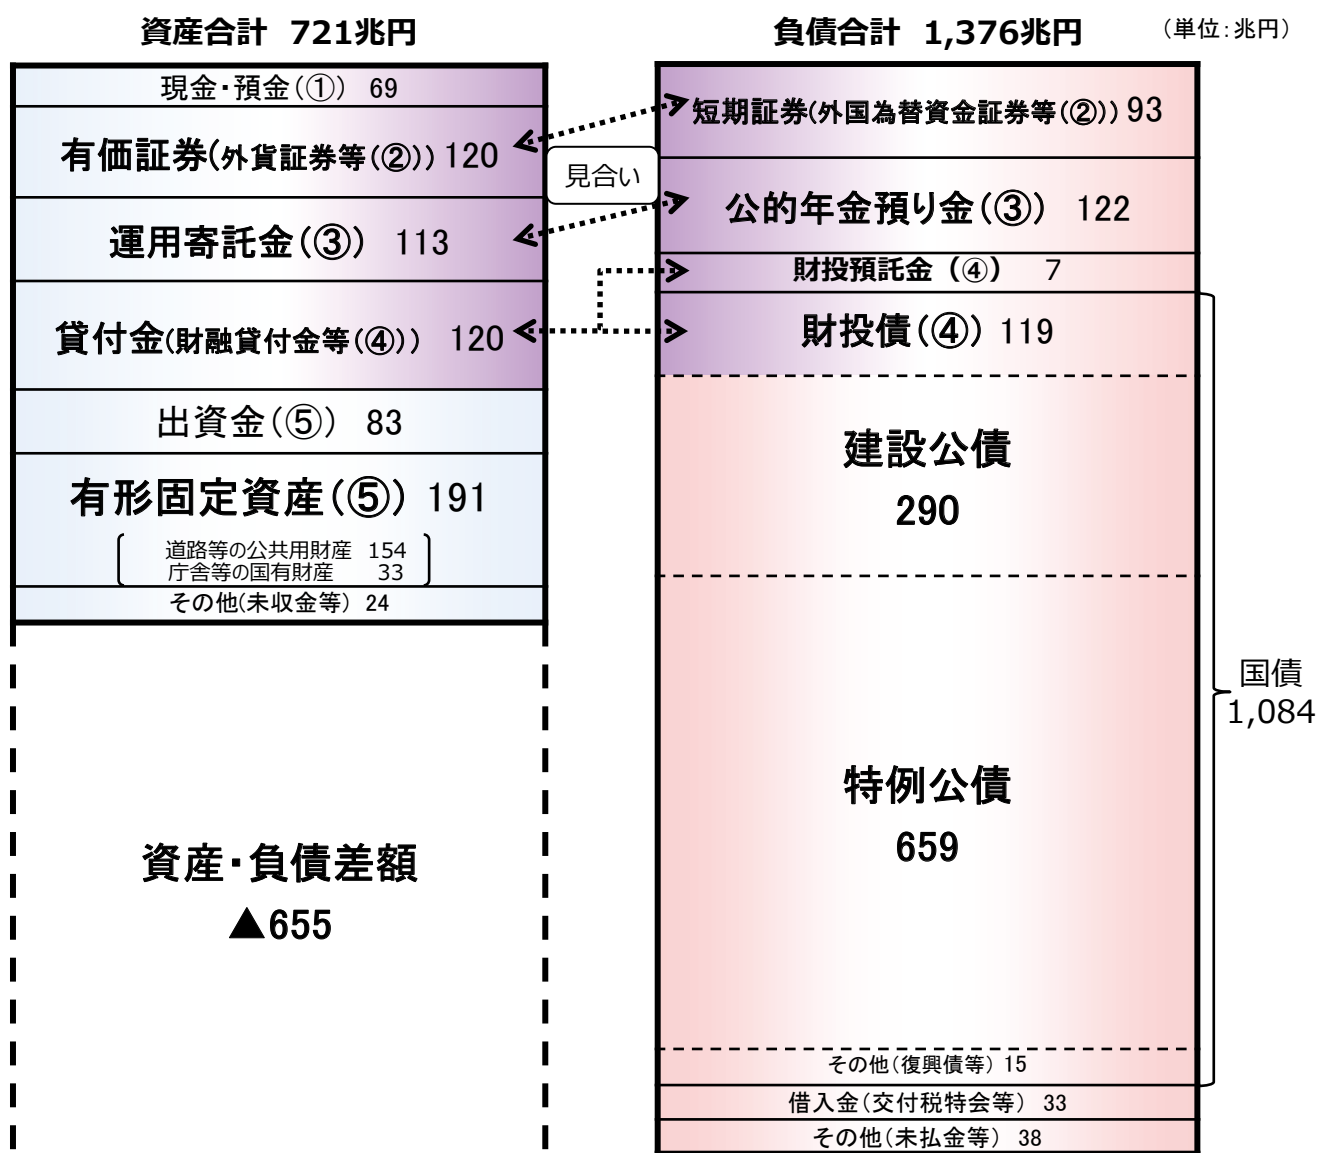 資産合計 721兆円
現金・預金(①) 69
有価証券(外貨証券等(②)) 120
運用寄託金(③) 113
貸付金(財融貸付金等(④)) 120
出資金(⑤) 83
有形固定資産(⑤) 191
道路等の公共用財産 154
庁舎等の国有財産 33
その他(未収金等) 24
資産・負債差額
▲655
見合い
負債合計 1,376兆円
(単位:兆円)
短期証券(外国為替資金証券等(②)) 93
公的年金預り金(③) 122
財投預託金(④) 7
財投債(④) 119
建設公債
290
特例公債
659
その他(復興債等) 15
借入金(交付税特会等) 33
その他(未払金等) 38
国債
1,084